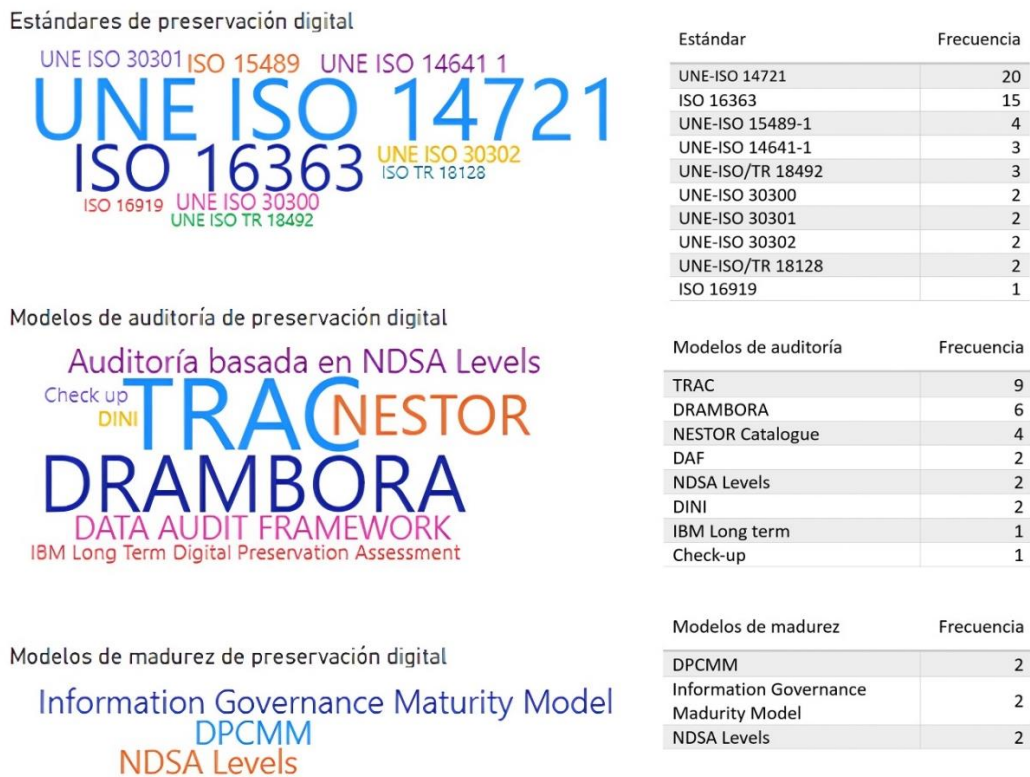 Estándares de preservación digital
UNE ISO 30301 ISO 15489 UNE ISO 14641 1
UNE ISO 14721
ISO 16363 UNE ISO 30302
ISO TR 18128
ISO 16919 UNE ISO 30300
UNE ISO TR 18492
Estándar Frecuencia
UNE-ISO 14721 20
ISO 16363 15
UNE-ISO 15489-1 4
UNE-ISO 14641-1 3
UNE-ISO/TR 18492 3
UNE-ISO 30300 2
UNE-ISO 30301 2
UNE-ISO 30302 2
UNE-ISO/TR 18128 2
ISO 16919 1
Modelos de auditoría de preservación digital
Auditoría basada en NDSA Levels
Check up
DINI TRAC NESTOR
DRAMBORA
DATA AUDIT FRAMEWORK
IBM Long Term Digital Preservation Assessment
Modelos de auditoría Frecuencia
TRAC 9
DRAMBORA 6
NESTOR Catalogue 4
DAF 2
NDSA Levels 2
DINI 2
IBM Long term 1
Check-up 1
Modelos de madurez de preservación digital
Information Governance Maturity Model
DPCMM
NDSA Levels
Modelos de madurez Frecuencia
DPCMM 2
Information Governance
Madurity Model 2
NDSA Levels 2